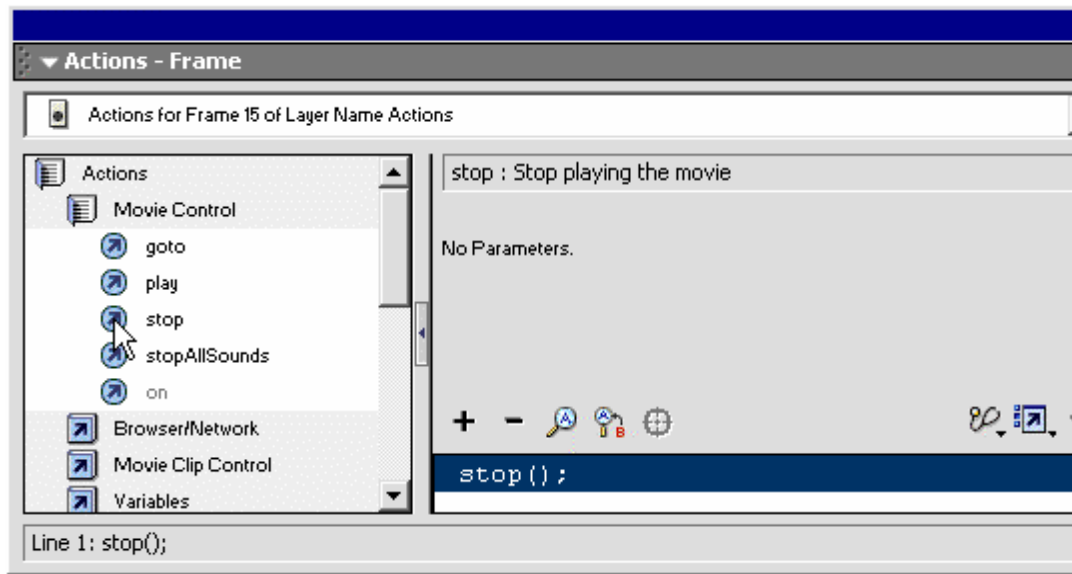 Actions - Frame
Actions for Frame 15 of Layer Name Actions
Actions
Movie Control
goto
play
stop
stopAllSounds
on
Browser/Network
Movie Clip Control
Variables
stop : Stop playing the movie
No Parameters.
stop();
Line 1: stop();